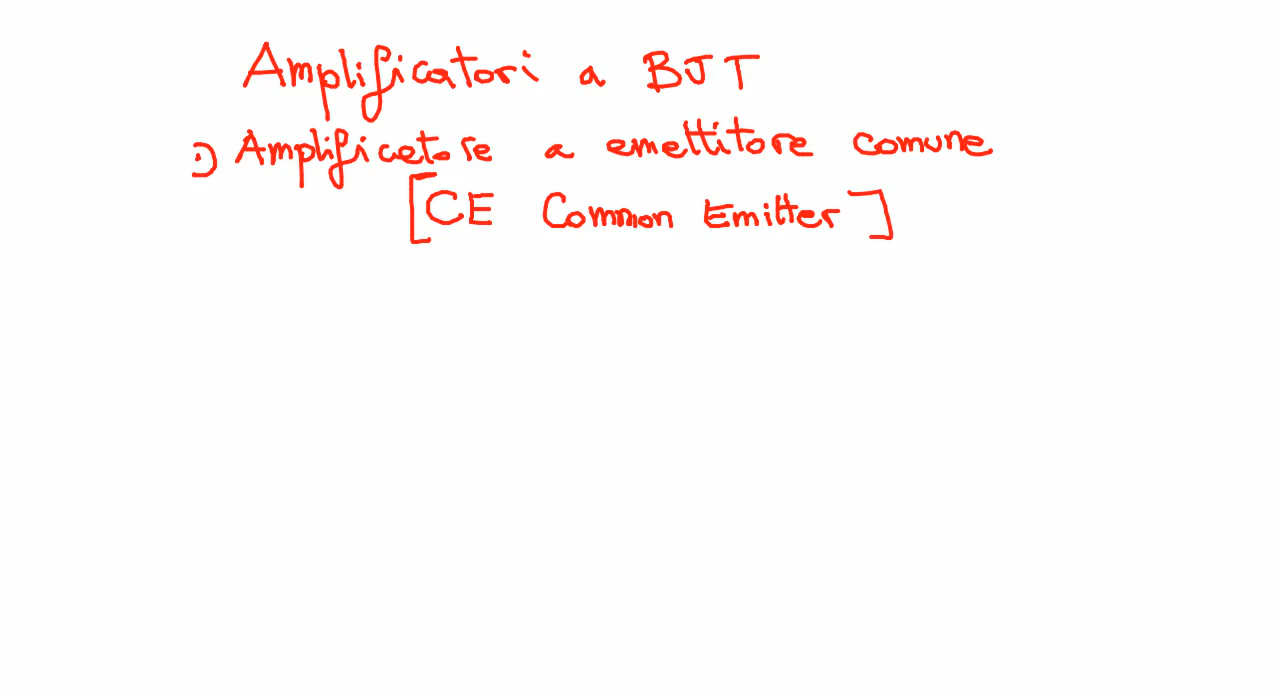 Amplificatori a BJT
·) Amplificatore a emettitore comune
[CE Common Emitter]